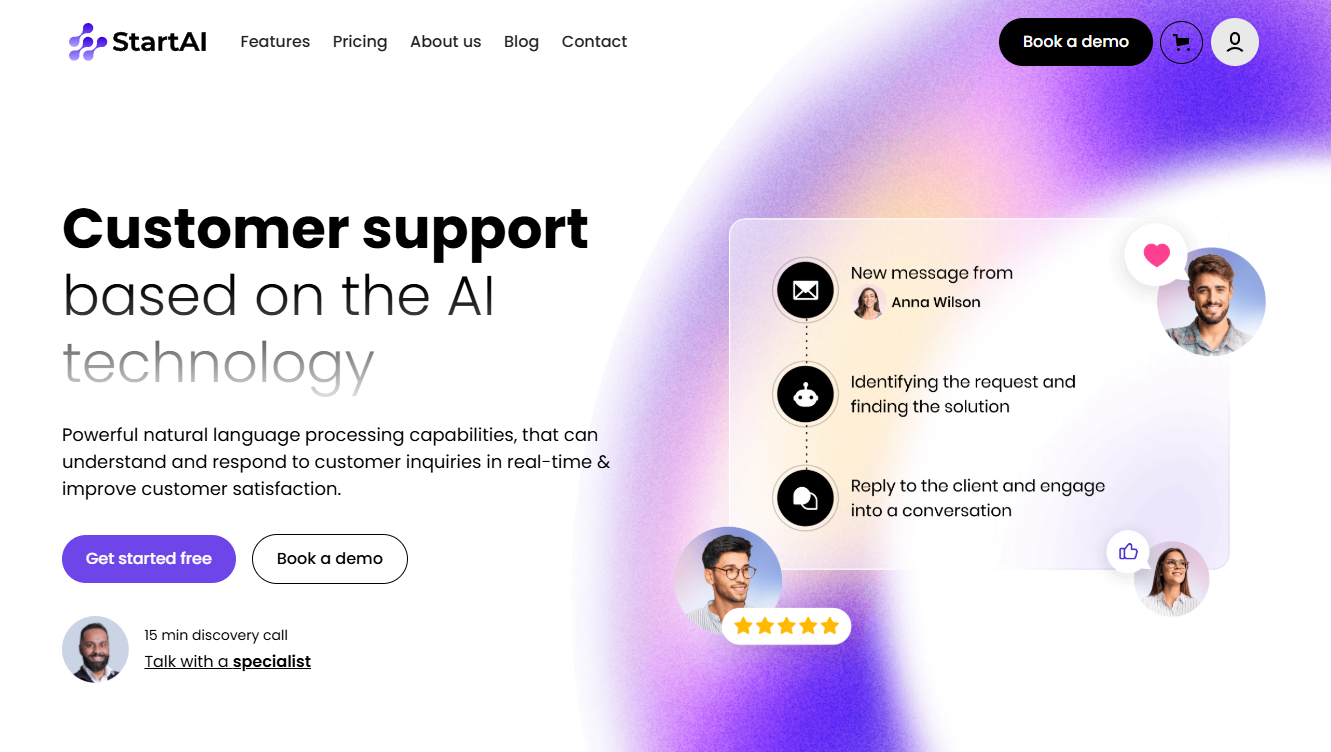 StartAI
Features
Pricing
About us
Blog
Contact
Book a demo
Customer support
based on the AI
technology
Powerful natural language processing capabilities, that can
understand and respond to customer inquiries in real-time &
improve customer satisfaction.
Get started free
Book a demo
15 min discovery call
Talk with a specialist
New message from
Anna Wilson
Identifying the request and
finding the solution
Reply to the client and engage
into a conversation